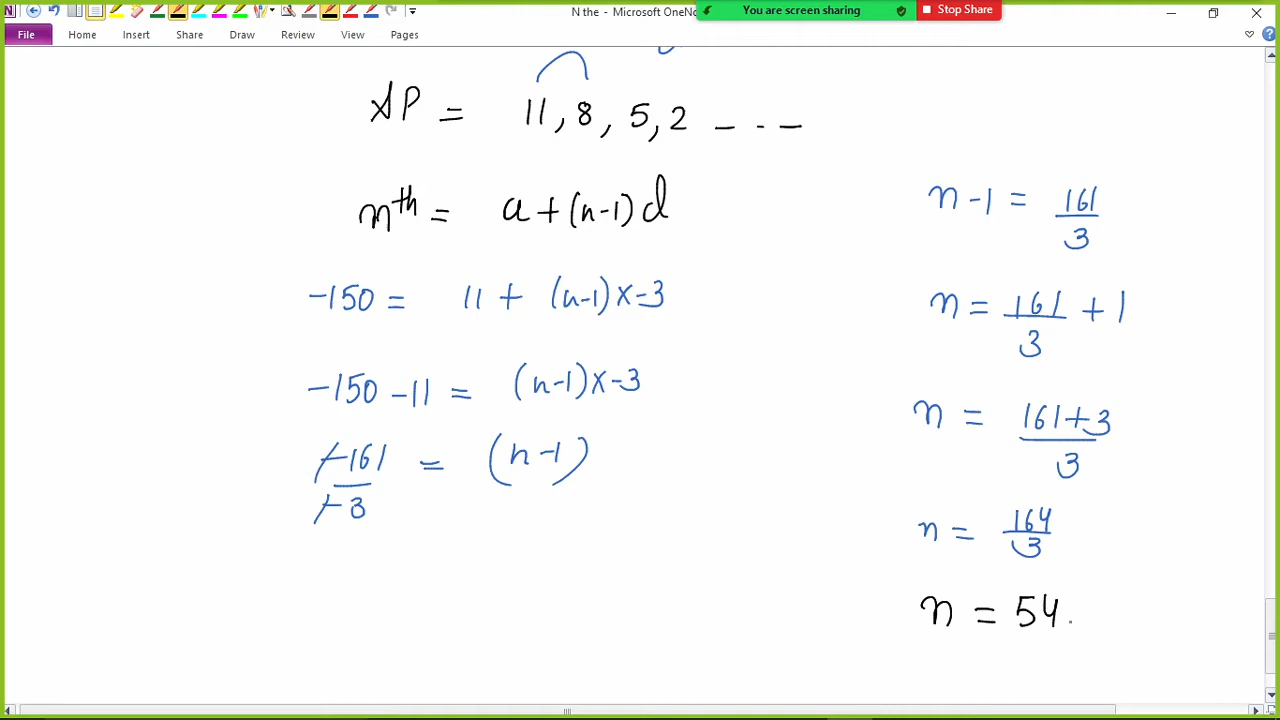 N the - Microsoft OneNo
You are screen sharing
Stop Share
File Home Insert Share Draw Review View Pages
AP = 11, 8, 5, 2 - - -
nth = a + (n-1) d
-150 = 11 + (n-1) x -3
-150 - 11 = (n-1) x -3
-161
-3
= (n-1)
n - 1 = 161
3
n = 161 + 1
3
n = 161+3
3
n = 164
3
n = 54.